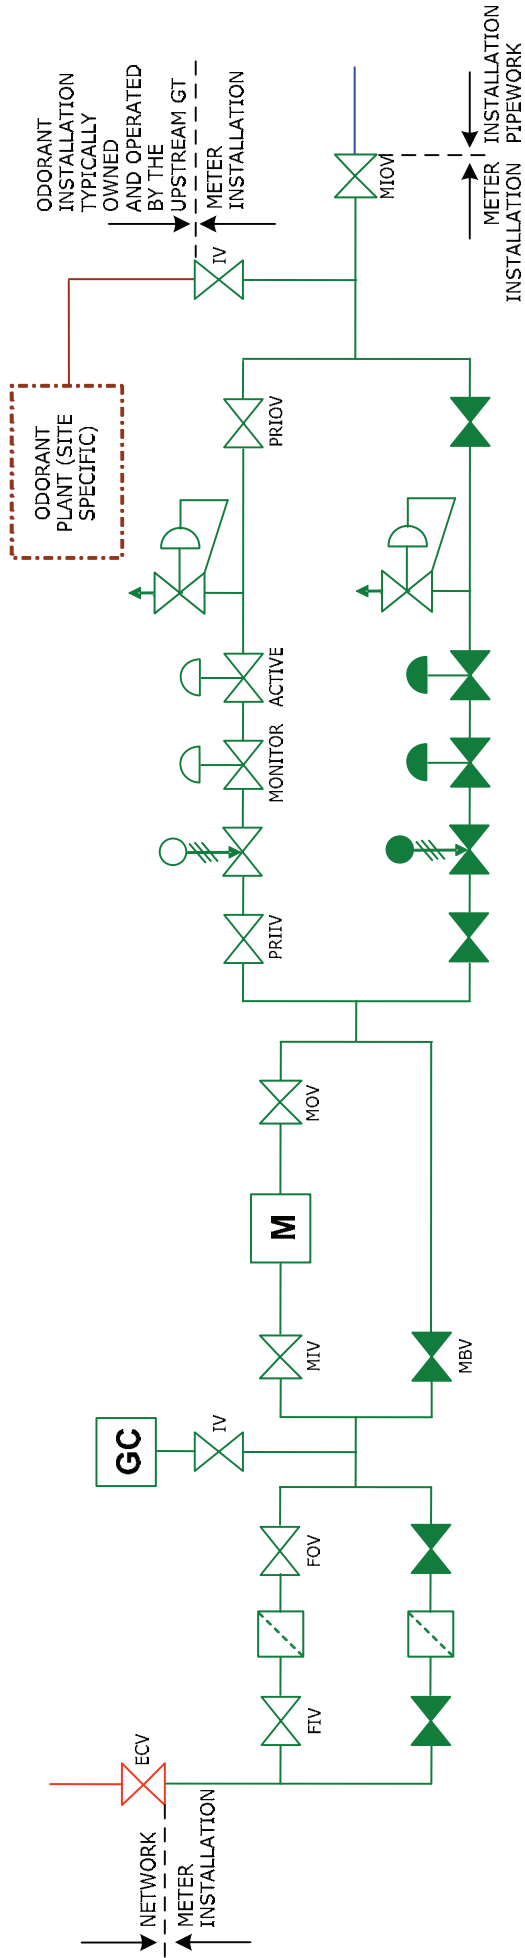 NETWORK
METER
INSTALLATION
ECV
FIV
FOV
GC
IV
MIV
MBV
M
MOV
PRIIV
MONITOR
ACTIVE
PRIOV
ODORANT
PLANT (SITE
SPECIFIC)
IV
ODORANT
INSTALLATION
TYPICALLY
OWNED
AND OPERATED
BY THE
UPSTREAM GT
METER
INSTALLATION
MIOV
METER
INSTALLATION
INSTALLATION
PIPEWORK